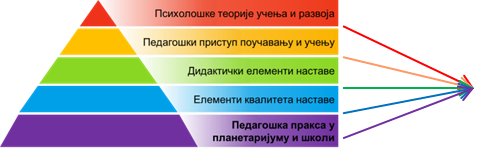 Психолошке теорије учења и развоја
Педагошки приступ поучавању и учењу
Дидактички елементи наставе
Елементи квалитета наставе
Педагошка пракса у
планетаријуму и школи